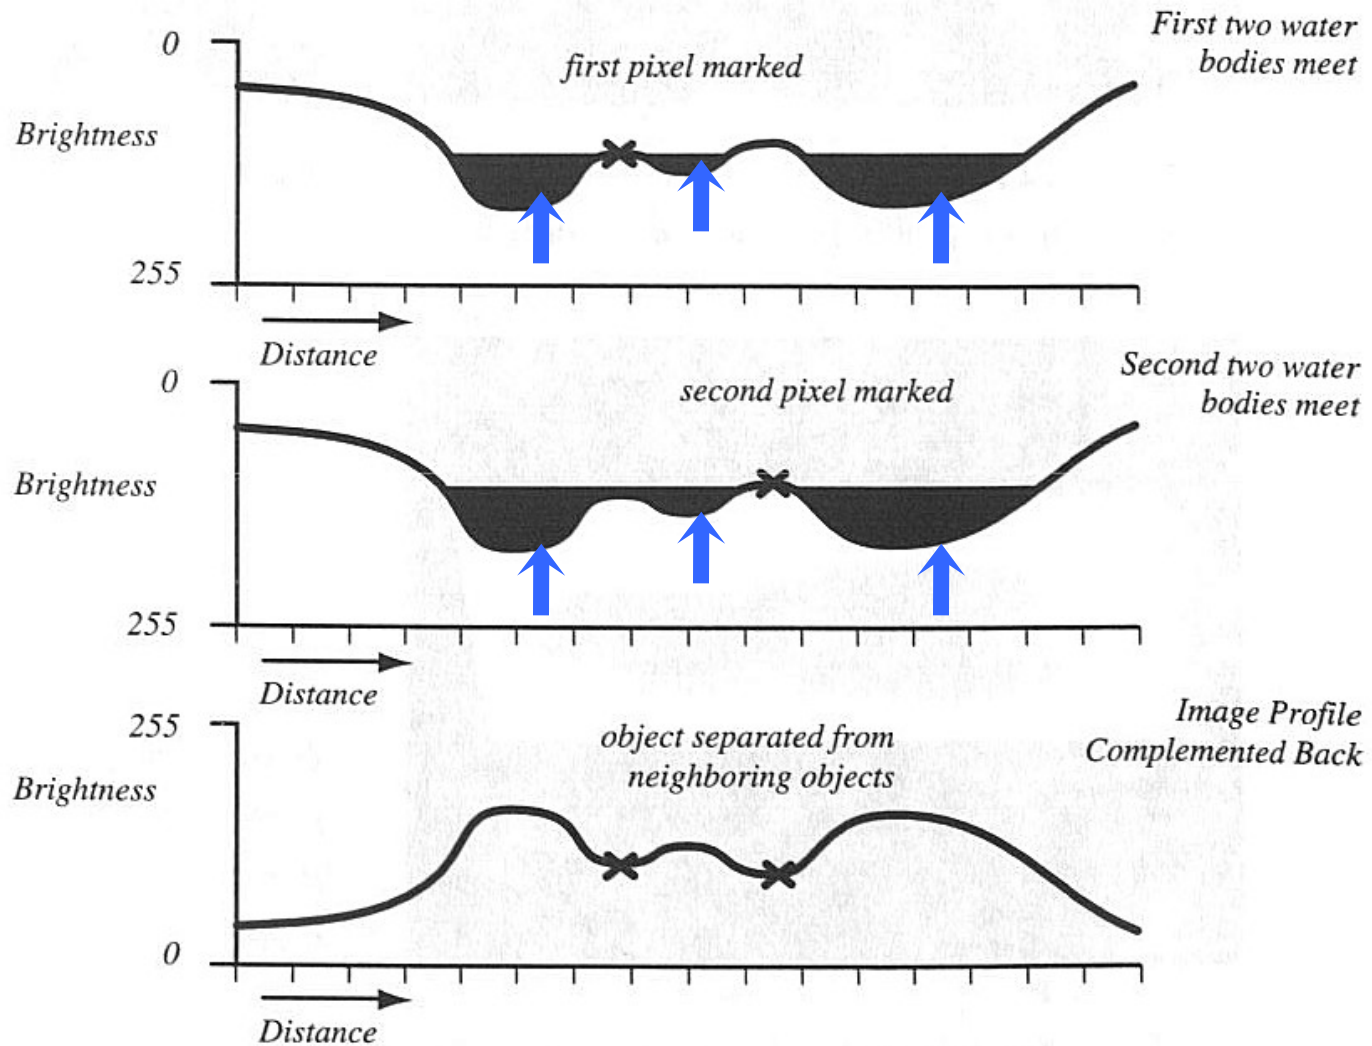 0
first pixel marked
First two water
bodies meet
Brightness
255
Distance
0
second pixel marked
Second two water
bodies meet
Brightness
255
Distance
255
object separated from
neighboring objects
Image Profile
Complemented Back
Brightness
0
Distance